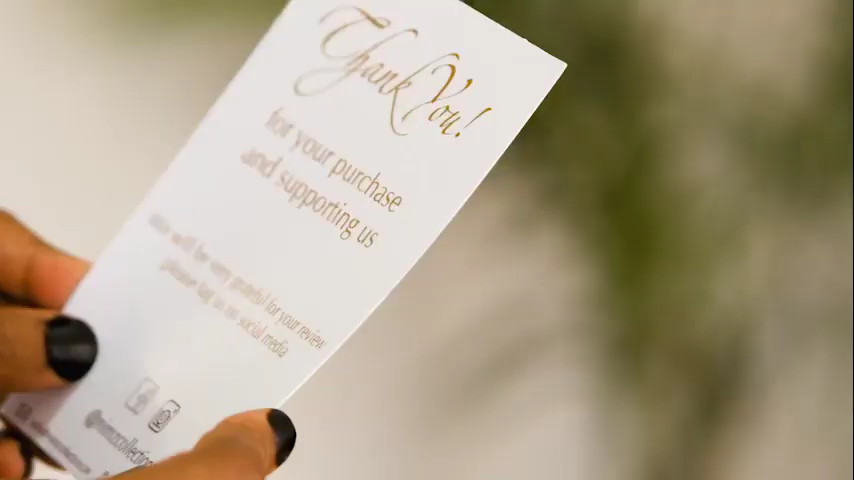 Thank You!
for your purchase
and supporting us
We will be very grateful for your review
please tag us on social media